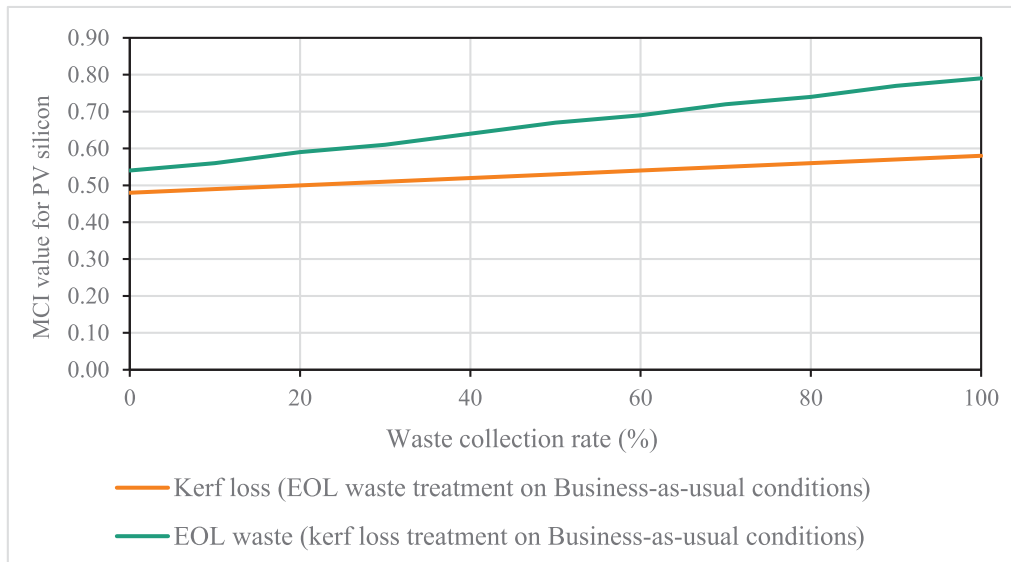 0.90
0.80
0.70
0.60
0.50
0.40
0.30
0.20
0.10
0.00
MCI value for PV silicon
0 20 40 60 80 100
Waste collection rate (%)
Kerf loss (EOL waste treatment on Business-as-usual conditions)
EOL waste (kerf loss treatment on Business-as-usual conditions)